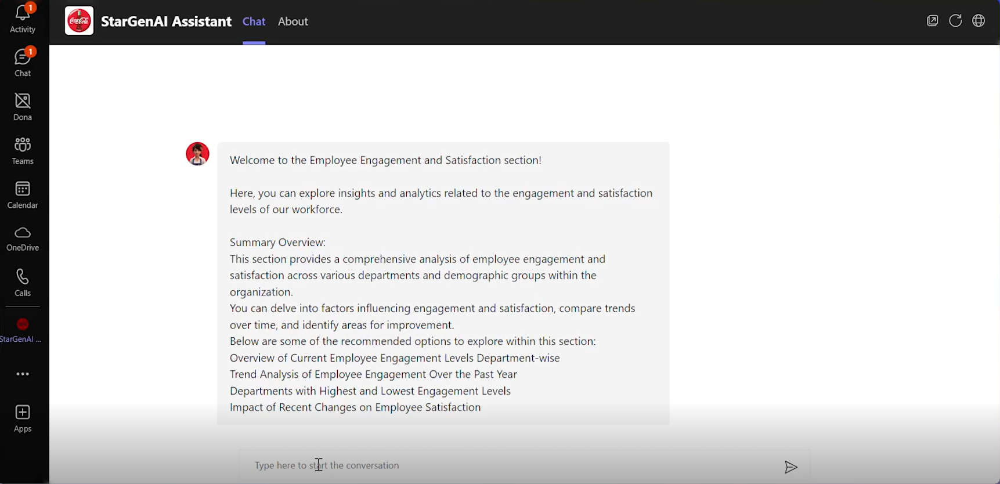 1
Activity
Coca-Cola
StarGenAI Assistant
Chat
About
1
Chat
Dona
Teams
Calendar
OneDrive
Calls
StarGenAI ...
Apps
Welcome to the Employee Engagement and Satisfaction section!
Here, you can explore insights and analytics related to the engagement and satisfaction
levels of our workforce.
Summary Overview:
This section provides a comprehensive analysis of employee engagement and
satisfaction across various departments and demographic groups within the
organization.
You can delve into factors influencing engagement and satisfaction, compare trends
over time, and identify areas for improvement.
Below are some of the recommended options to explore within this section:
Overview of Current Employee Engagement Levels Department-wise
Trend Analysis of Employee Engagement Over the Past Year
Departments with Highest and Lowest Engagement Levels
Impact of Recent Changes on Employee Satisfaction
Type here to start the conversation